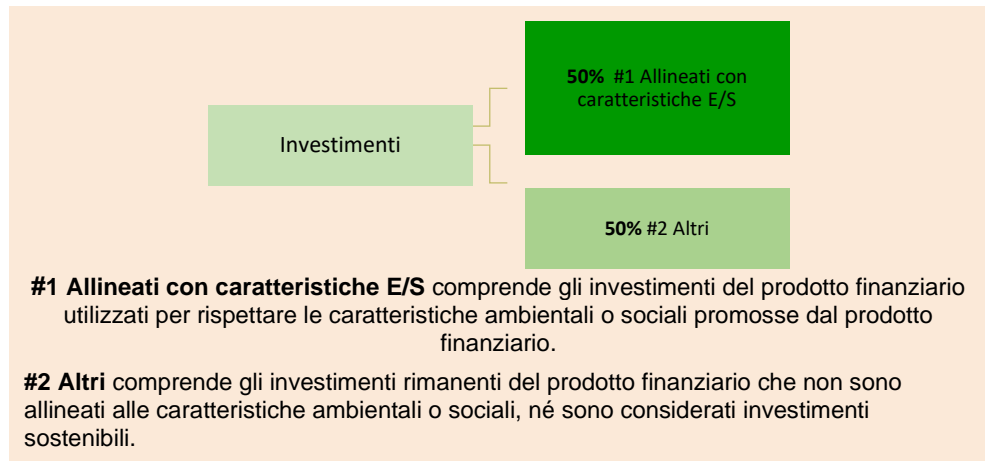 50% #1 Allineati con
caratteristiche E/S
Investimenti
50% #2 Altri
#1 Allineati con caratteristiche E/S comprende gli investimenti del prodotto finanziario
utilizzati per rispettare le caratteristiche ambientali o sociali promosse dal prodotto
finanziario.
#2 Altri comprende gli investimenti rimanenti del prodotto finanziario che non sono
allineati alle caratteristiche ambientali o sociali, né sono considerati investimenti
sostenibili.